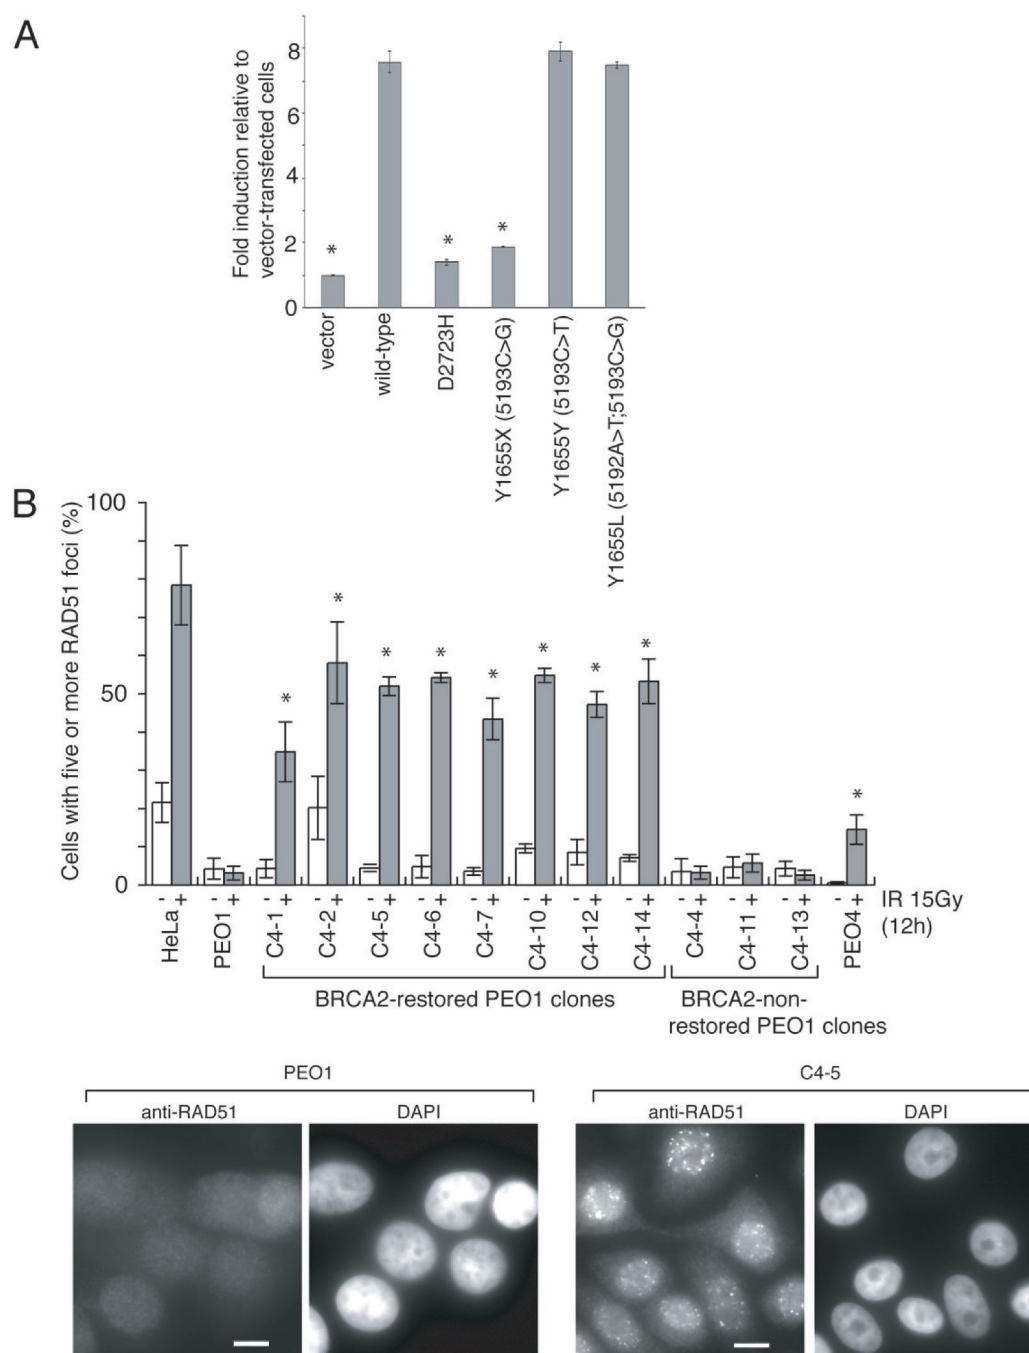 A
Fold induction relative to
vector-transfected cells
8
6
4
2
0
* * *
vector
wild-type
D2723H
Y1655X (5193C>G)
Y1655Y (5193C>T)
Y1655L (5192A>T;5193C>G)
B
Cells with five or more RAD51 foci (%)
100
50
0
* * * * * * * * *
- + - + - + - + - + - + - + - + - + - + - + - + - + - + IR 15Gy
(12h)
HeLa
PEO1
C4-1
C4-2
C4-5
C4-6
C4-7
C4-10
C4-12
C4-14
C4-4
C4-11
C4-13
PEO4
BRCA2-restored PEO1 clones
BRCA2-non-
restored PEO1 clones
PEO1
C4-5
anti-RAD51 DAPI
anti-RAD51 DAPI